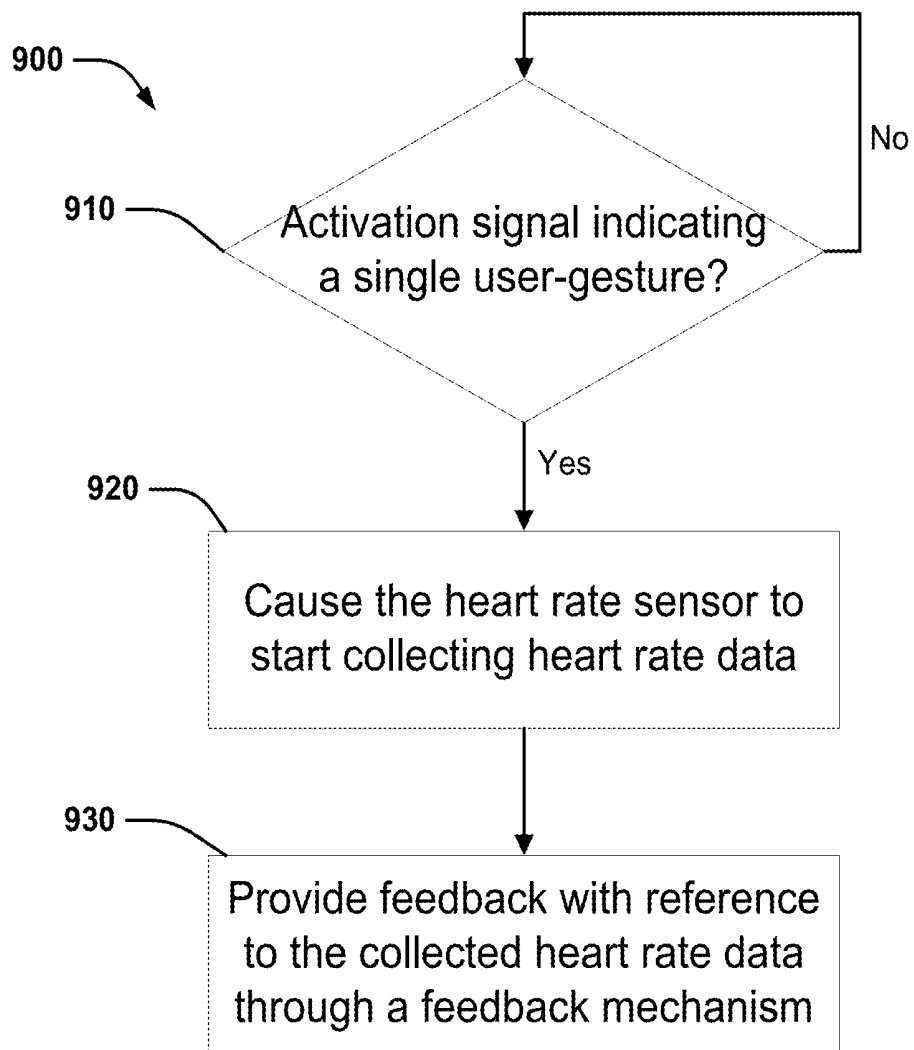 900
No
910
Activation signal indicating
a single user-gesture?
Yes
920
Cause the heart rate sensor to
start collecting heart rate data
930
Provide feedback with reference
to the collected heart rate data
through a feedback mechanism